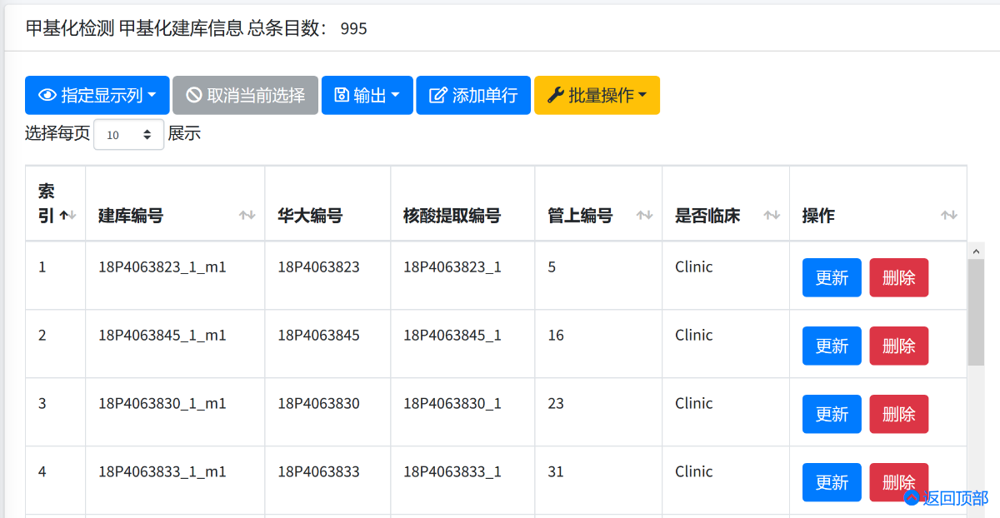 甲基化检测 甲基化建库信息 总条目数： 995
指定显示列 取消当前选择 输出 添加单行 批量操作
选择每页 10 展示
索引 建库编号 华大编号 核酸提取编号 管上编号 是否临床 操作
1 18P4063823_1_m1 18P4063823 18P4063823_1 5 Clinic 更新 删除
2 18P4063845_1_m1 18P4063845 18P4063845_1 16 Clinic 更新 删除
3 18P4063830_1_m1 18P4063830 18P4063830_1 23 Clinic 更新 删除
4 18P4063833_1_m1 18P4063833 18P4063833_1 31 Clinic 更新 删除
返回顶部